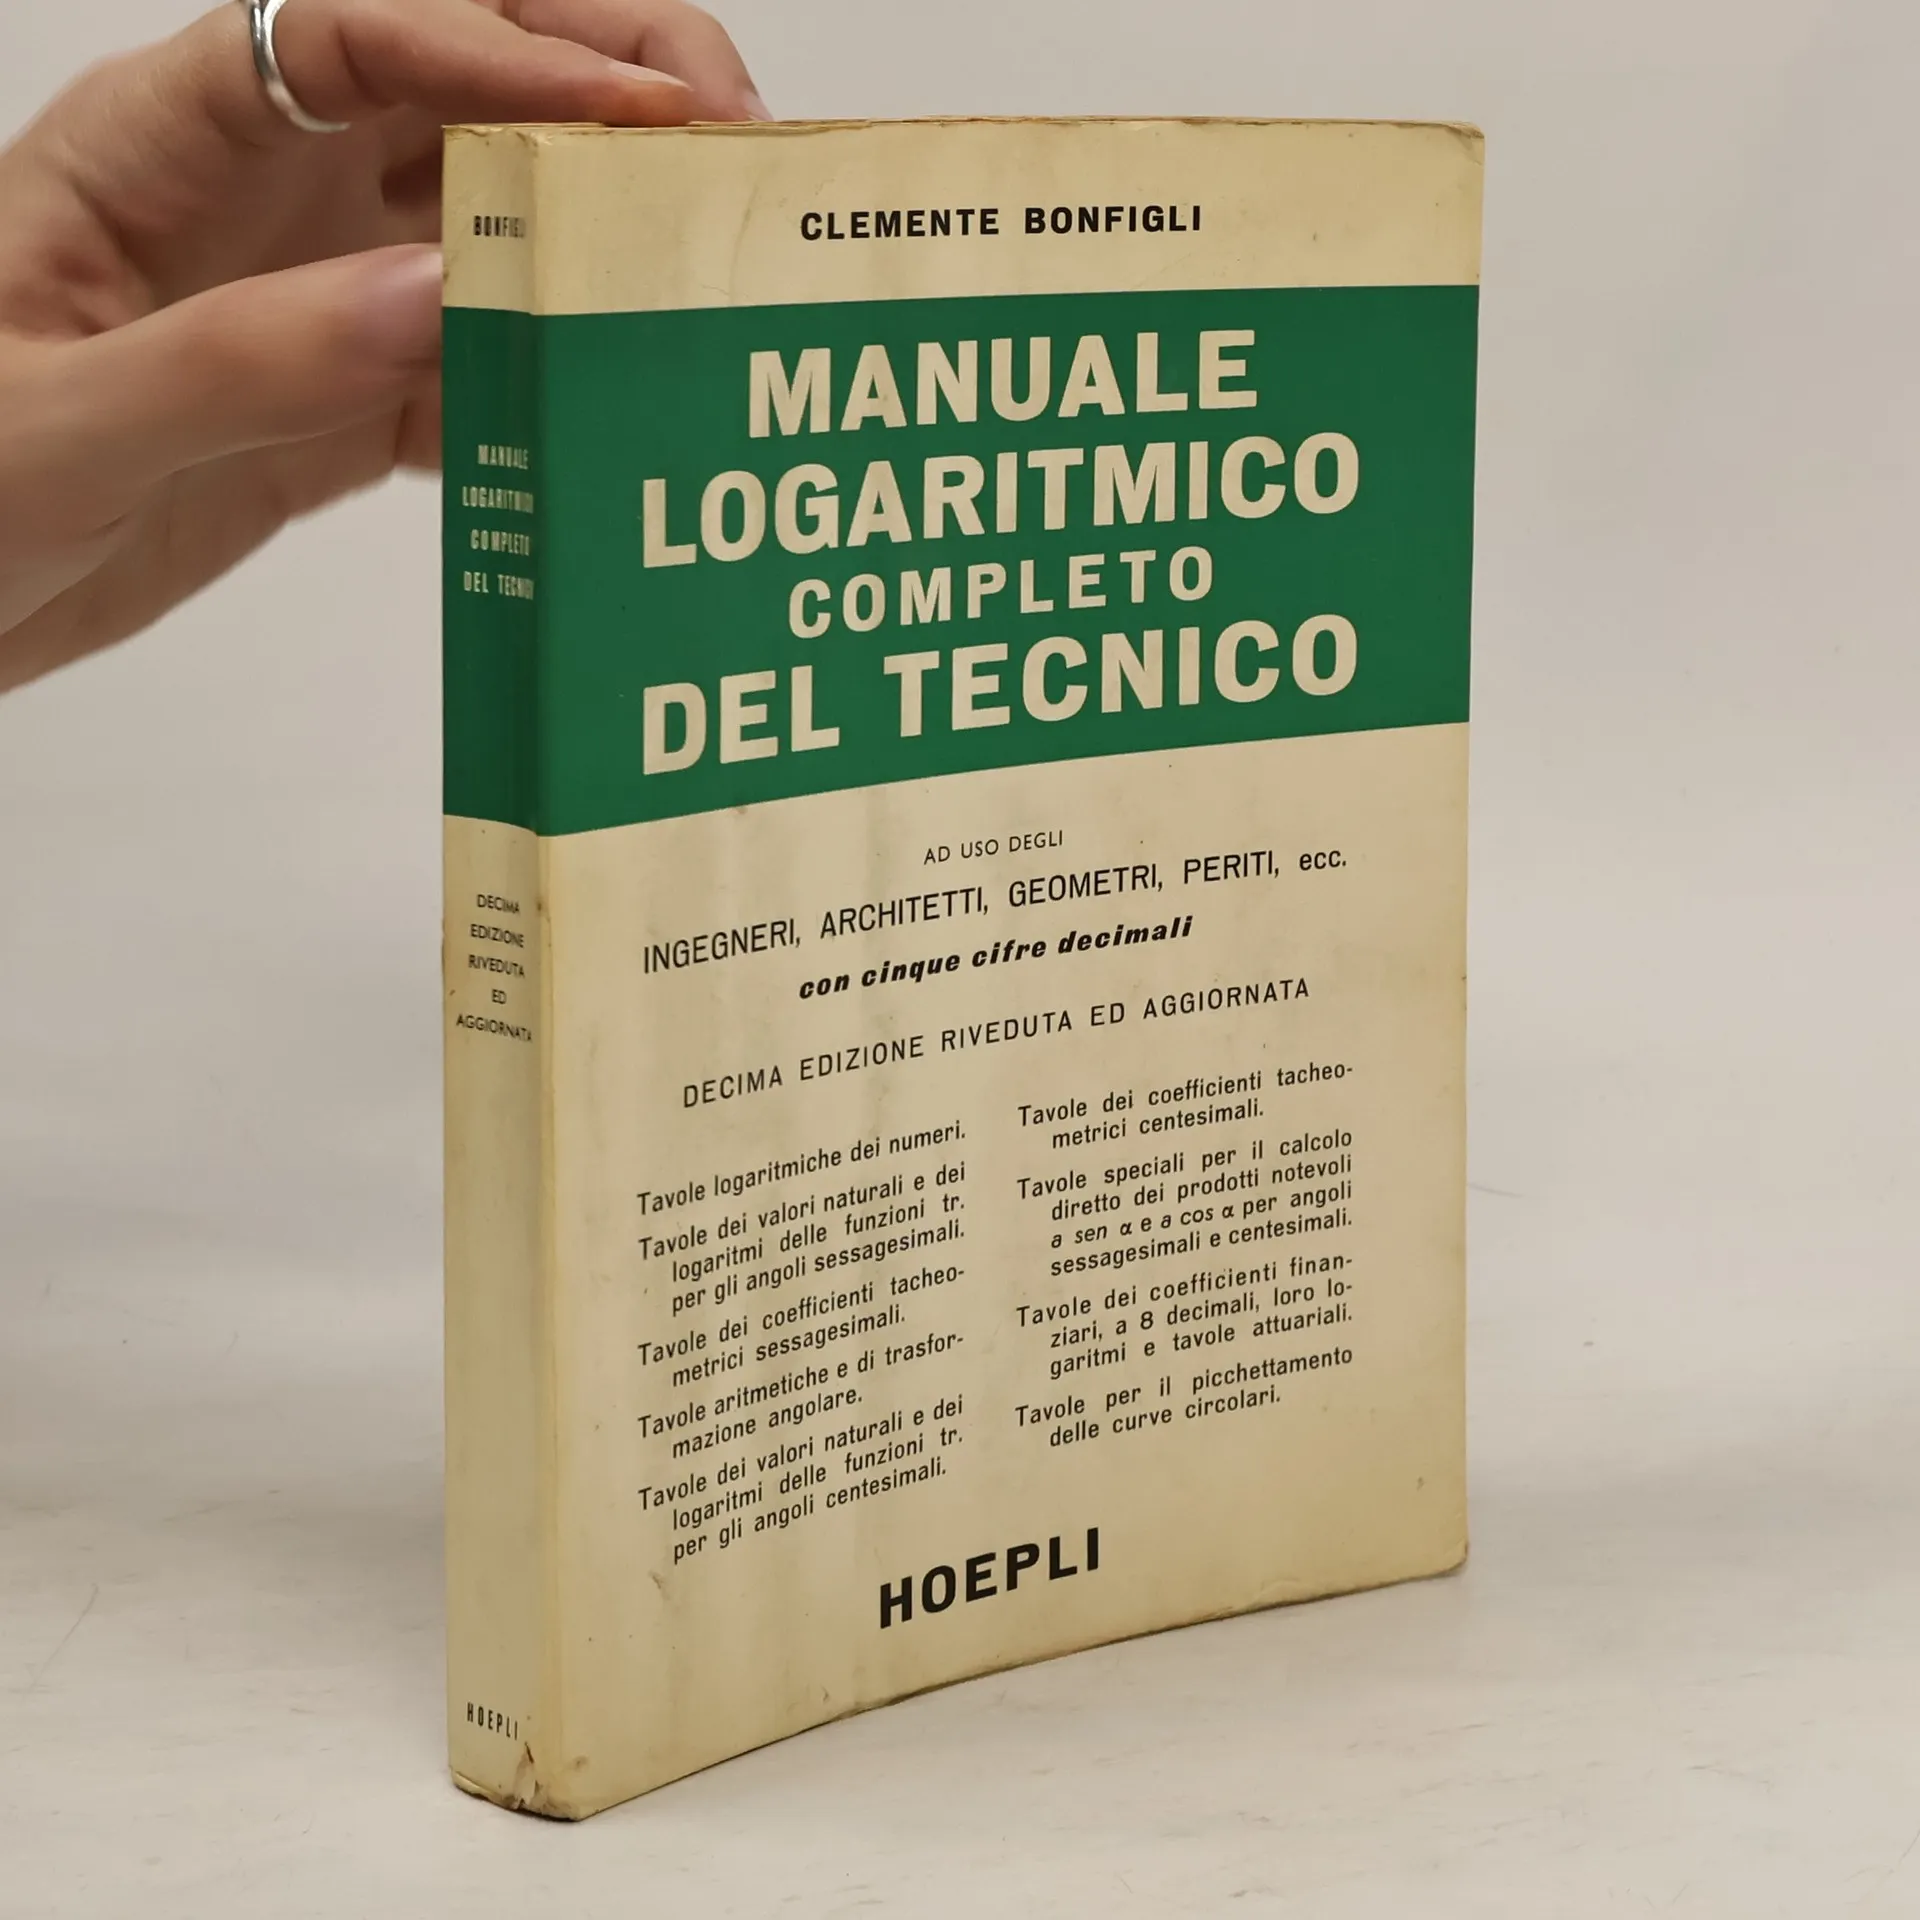 BONFIGLI
MANUALE
LOGARITMICO
COMPLETO
DEL TECNICO
DECIMA
EDIZIONE
RIVEDUTA
ED
AGGIORNATA
HOEPLI
CLEMENTE BONFIGLI
MANUALE
LOGARITMICO
COMPLETO
DEL TECNICO
AD USO DEGLI
INGEGNERI, ARCHITETTI, GEOMETRI, PERITI, ecc.
con cinque cifre decimali
DECIMA EDIZIONE RIVEDUTA ED AGGIORNATA
Tavole logaritmiche dei numeri.
Tavole dei valori naturali e dei
logaritmi delle funzioni tr.
per gli angoli sessagesimali.
Tavole dei coefficienti tacheo-
metrici sessagesimali.
Tavole aritmetiche e di trasfor-
mazione angolare.
Tavole dei valori naturali e dei
logaritmi delle funzioni tr.
per gli angoli centesimali.
Tavole dei coefficienti tacheo-
metrici centesimali.
Tavole speciali per il calcolo
diretto dei prodotti notevoli
a sen α e a cos α per angoli
sessagesimali e centesimali.
Tavole dei coefficienti finan-
ziari, a 8 decimali, loro lo-
garitmi e tavole attuariali.
Tavole per il picchettamento
delle curve circolari.
HOEPLI